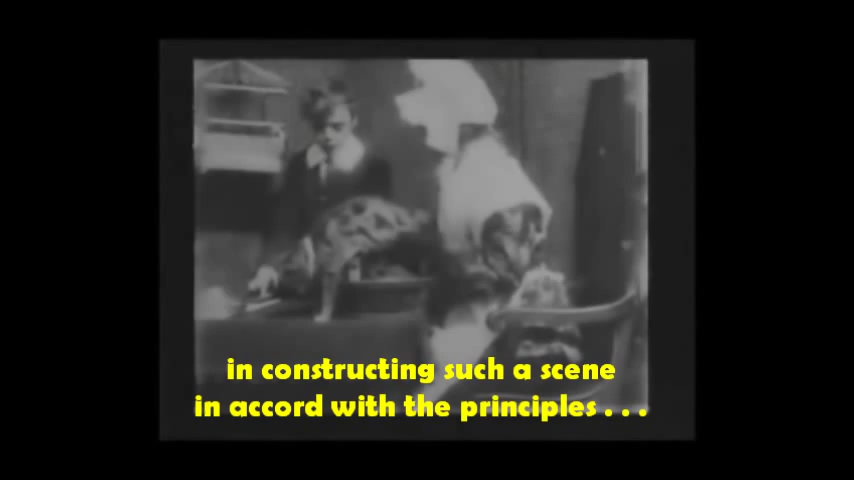 in constructing such a scene
in accord with the principles . . .